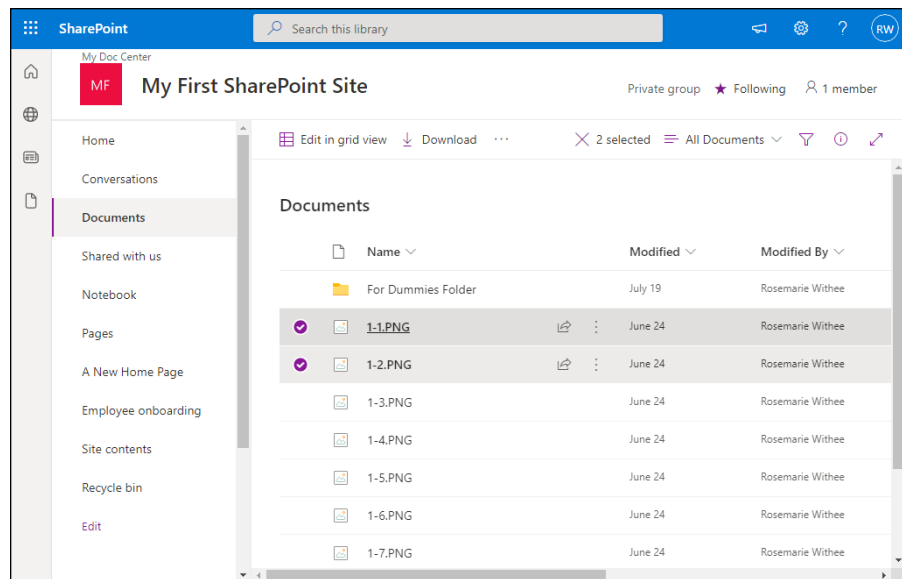 SharePoint
Search this library
?
RW
My Doc Center
MF
My First SharePoint Site
Private group
Following
1 member
Home
Conversations
Documents
Shared with us
Notebook
Pages
A New Home Page
Employee onboarding
Site contents
Recycle bin
Edit
Edit in grid view
Download
...
2 selected
All Documents
Documents
Name Modified Modified By
For Dummies Folder July 19 Rosemarie Withee
1-1.PNG June 24 Rosemarie Withee
1-2.PNG June 24 Rosemarie Withee
1-3.PNG June 24 Rosemarie Withee
1-4.PNG June 24 Rosemarie Withee
1-5.PNG June 24 Rosemarie Withee
1-6.PNG June 24 Rosemarie Withee
1-7.PNG June 24 Rosemarie Withee